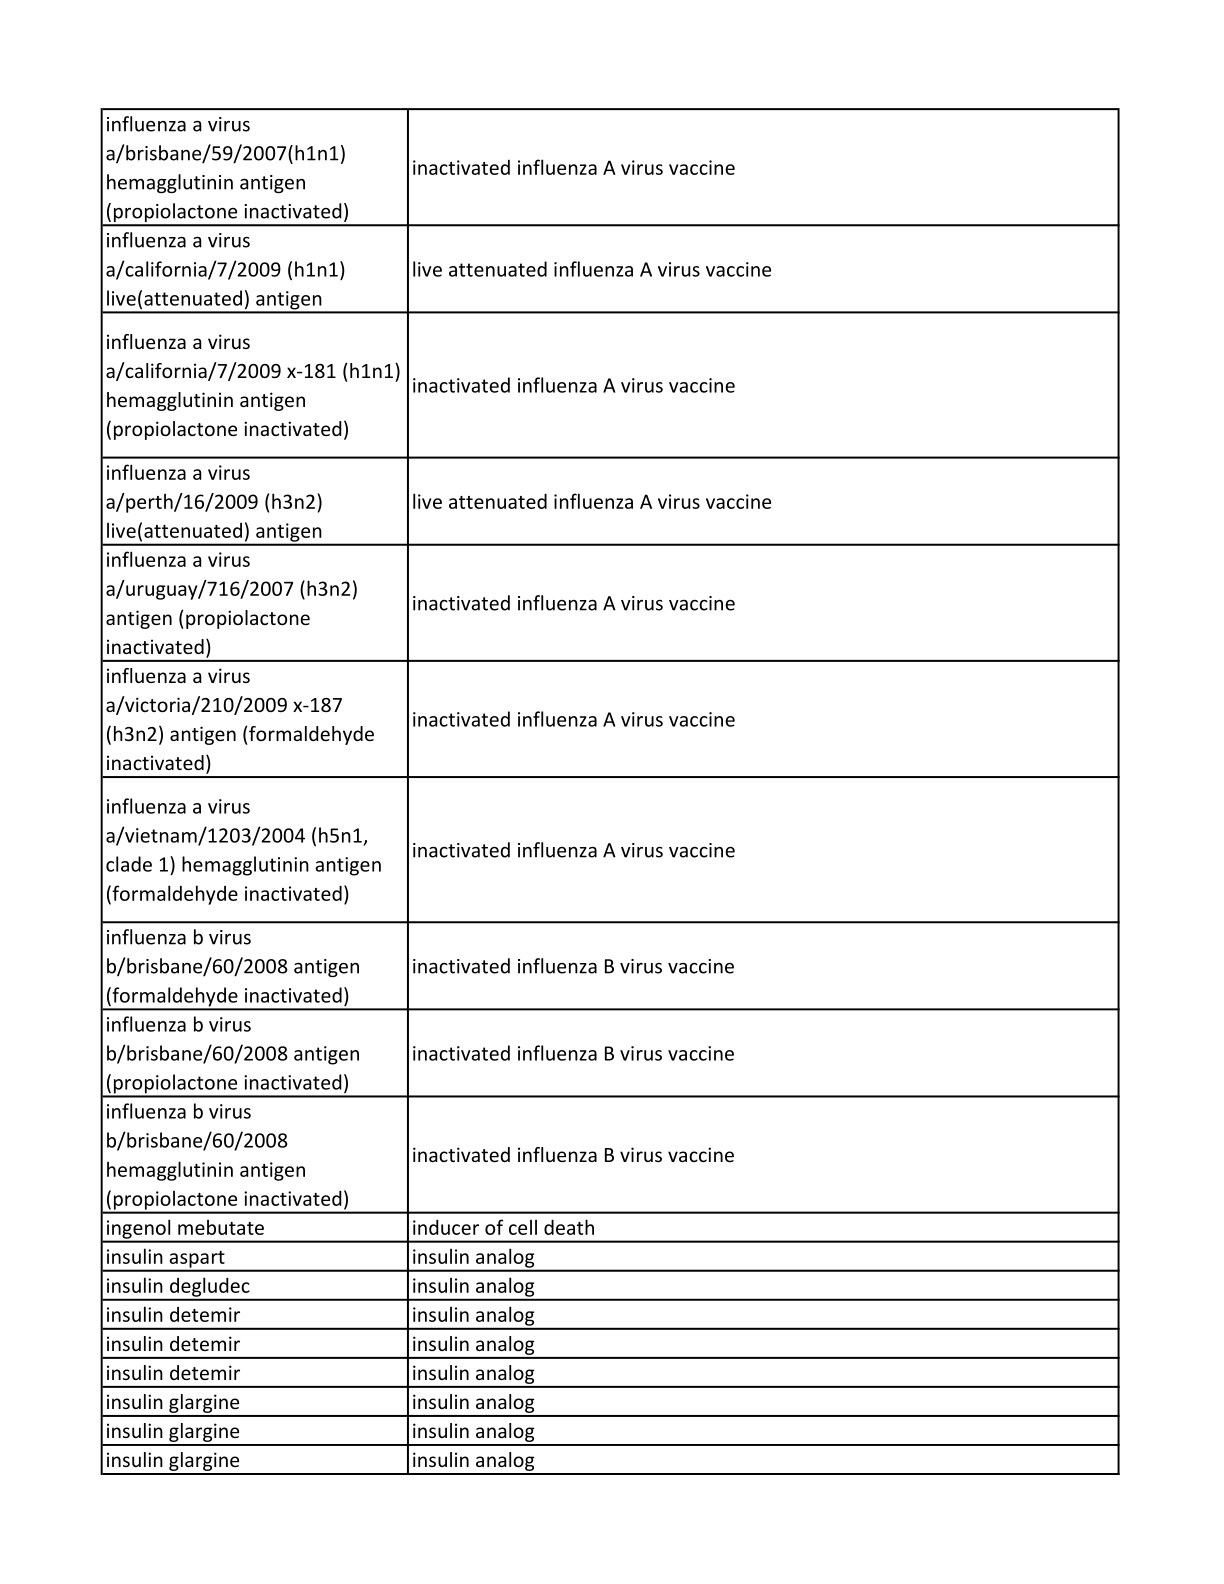 influenza a virus
a/brisbane/59/2007(h1n1)
hemagglutinin antigen
(propiolactone inactivated)
inactivated influenza A virus vaccine
influenza a virus
a/california/7/2009 (h1n1)
live(attenuated) antigen
live attenuated influenza A virus vaccine
influenza a virus
a/california/7/2009 x-181 (h1n1)
hemagglutinin antigen
(propiolactone inactivated)
inactivated influenza A virus vaccine
influenza a virus
a/perth/16/2009 (h3n2)
live(attenuated) antigen
live attenuated influenza A virus vaccine
influenza a virus
a/uruguay/716/2007 (h3n2)
antigen (propiolactone
inactivated)
inactivated influenza A virus vaccine
influenza a virus
a/victoria/210/2009 x-187
(h3n2) antigen (formaldehyde
inactivated)
inactivated influenza A virus vaccine
influenza a virus
a/vietnam/1203/2004 (h5n1,
clade 1) hemagglutinin antigen
(formaldehyde inactivated)
inactivated influenza A virus vaccine
influenza b virus
b/brisbane/60/2008 antigen
(formaldehyde inactivated)
inactivated influenza B virus vaccine
influenza b virus
b/brisbane/60/2008 antigen
(propiolactone inactivated)
inactivated influenza B virus vaccine
influenza b virus
b/brisbane/60/2008
hemagglutinin antigen
(propiolactone inactivated)
inactivated influenza B virus vaccine
ingenol mebutate inducer of cell death
insulin aspart insulin analog
insulin degludec insulin analog
insulin detemir insulin analog
insulin detemir insulin analog
insulin detemir insulin analog
insulin glargine insulin analog
insulin glargine insulin analog
insulin glargine insulin analog